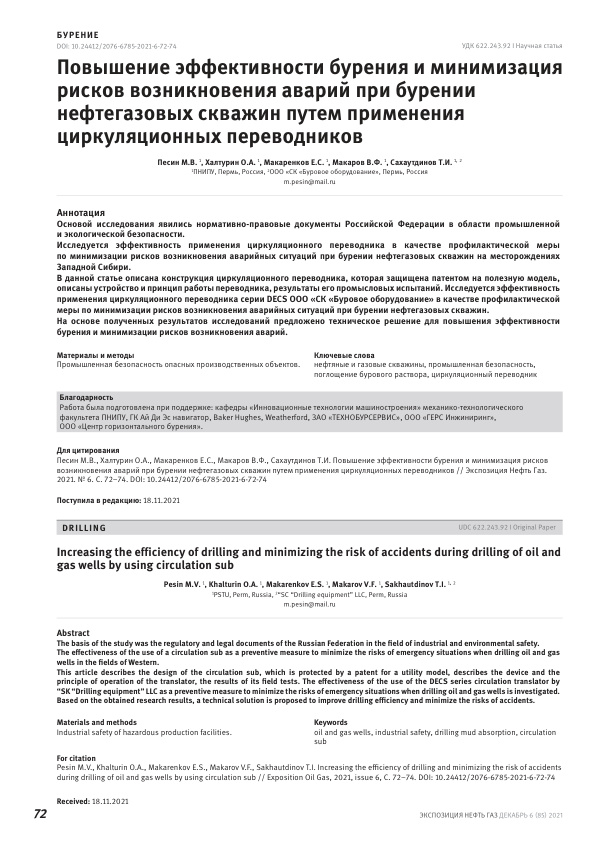 БУРЕНИЕ
DOI: 10.24412/2076-6785-2021-6-72-74
УДК 622.243.92 I Научная статья
Повышение эффективности бурения и минимизация
рисков возникновения аварий при бурении
нефтегазовых скважин путем применения
циркуляционных переводников
Песин М.В. ¹, Халтурин О.А. ¹, Макаренков Е.С. ¹, Макаров В.Ф. ¹, Сахаутдинов Т.И. ¹˒ ²
¹ПНИПУ, Пермь, Россия, ²ООО «СК «Буровое оборудование», Пермь, Россия
m.pesin@mail.ru
Аннотация
Основой исследования явились нормативно-правовые документы Российской Федерации в области промышленной
и экологической безопасности.
Исследуется эффективность применения циркуляционного переводника в качестве профилактической меры
по минимизации рисков возникновения аварийных ситуаций при бурении нефтегазовых скважин на месторождениях
Западной Сибири.
В данной статье описана конструкция циркуляционного переводника, которая защищена патентом на полезную модель,
описаны устройство и принцип работы переводника, результаты его промысловых испытаний. Исследуется эффективность
применения циркуляционного переводника серии DECS ООО «СК «Буровое оборудование» в качестве профилактической
меры по минимизации рисков возникновения аварийных ситуаций при бурении нефтегазовых скважин.
На основе полученных результатов исследований предложено техническое решение для повышения эффективности
бурения и минимизации рисков возникновения аварий.
Материалы и методы
Промышленная безопасность опасных производственных объектов.
Ключевые слова
нефтяные и газовые скважины, промышленная безопасность,
поглощение бурового раствора, циркуляционный переводник
Благодарность
Работа была подготовлена при поддержке: кафедры «Инновационные технологии машиностроения» механико-технологического
факультета ПНИПУ, ГК Ай Ди Эс навигатор, Baker Hughes, Weatherford, ЗАО «ТЕХНОБУРСЕРВИС», ООО «ГЕРС Инжиниринг»,
ООО «Центр горизонтального бурения».
Для цитирования
Песин М.В., Халтурин О.А., Макаренков Е.С., Макаров В.Ф., Сахаутдинов Т.И. Повышение эффективности бурения и минимизация рисков
возникновения аварий при бурении нефтегазовых скважин путем применения циркуляционных переводников // Экспозиция Нефть Газ.
2021. № 6. С. 72–74. DOI: 10.24412/2076-6785-2021-6-72-74
Поступила в редакцию: 18.11.2021
DRILLING
UDC 622.243.92 I Original Paper
Increasing the efficiency of drilling and minimizing the risk of accidents during drilling of oil and
gas wells by using circulation sub
Pesin M.V. ¹, Khalturin O.A. ¹, Makarenkov E.S. ¹, Makarov V.F. ¹, Sakhautdinov T.I. ¹˒ ²
¹PSTU, Perm, Russia, ²“SC “Drilling equipment” LLC, Perm, Russia
m.pesin@mail.ru
Abstract
The basis of the study was the regulatory and legal documents of the Russian Federation in the field of industrial and environmental safety.
The effectiveness of the use of a circulation sub as a preventive measure to minimize the risks of emergency situations when drilling oil and gas
wells in the fields of Western.
This article describes the design of the circulation sub, which is protected by a patent for a utility model, describes the device and the
principle of operation of the translator, the results of its field tests. The effectiveness of the use of the DECS series circulation translator by
“SK “Drilling equipment” LLC as a preventive measure to minimize the risks of emergency situations when drilling oil and gas wells is investigated.
Based on the obtained research results, a technical solution is proposed to improve drilling efficiency and minimize the risks of accidents.
Materials and methods
Industrial safety of hazardous production facilities.
Keywords
oil and gas wells, industrial safety, drilling mud absorption, circulation
sub
For citation
Pesin M.V., Khalturin O.A., Makarenkov E.S., Makarov V.F., Sakhautdinov T.I. Increasing the efficiency of drilling and minimizing the risk of accidents
during drilling of oil and gas wells by using circulation sub // Exposition Oil Gas, 2021, issue 6, С. 72–74. DOI: 10.24412/2076-6785-2021-6-72-74
Received: 18.11.2021
72
ЭКСПОЗИЦИЯ НЕФТЬ ГАЗ ДЕКАБРЬ 6 (85) 2021